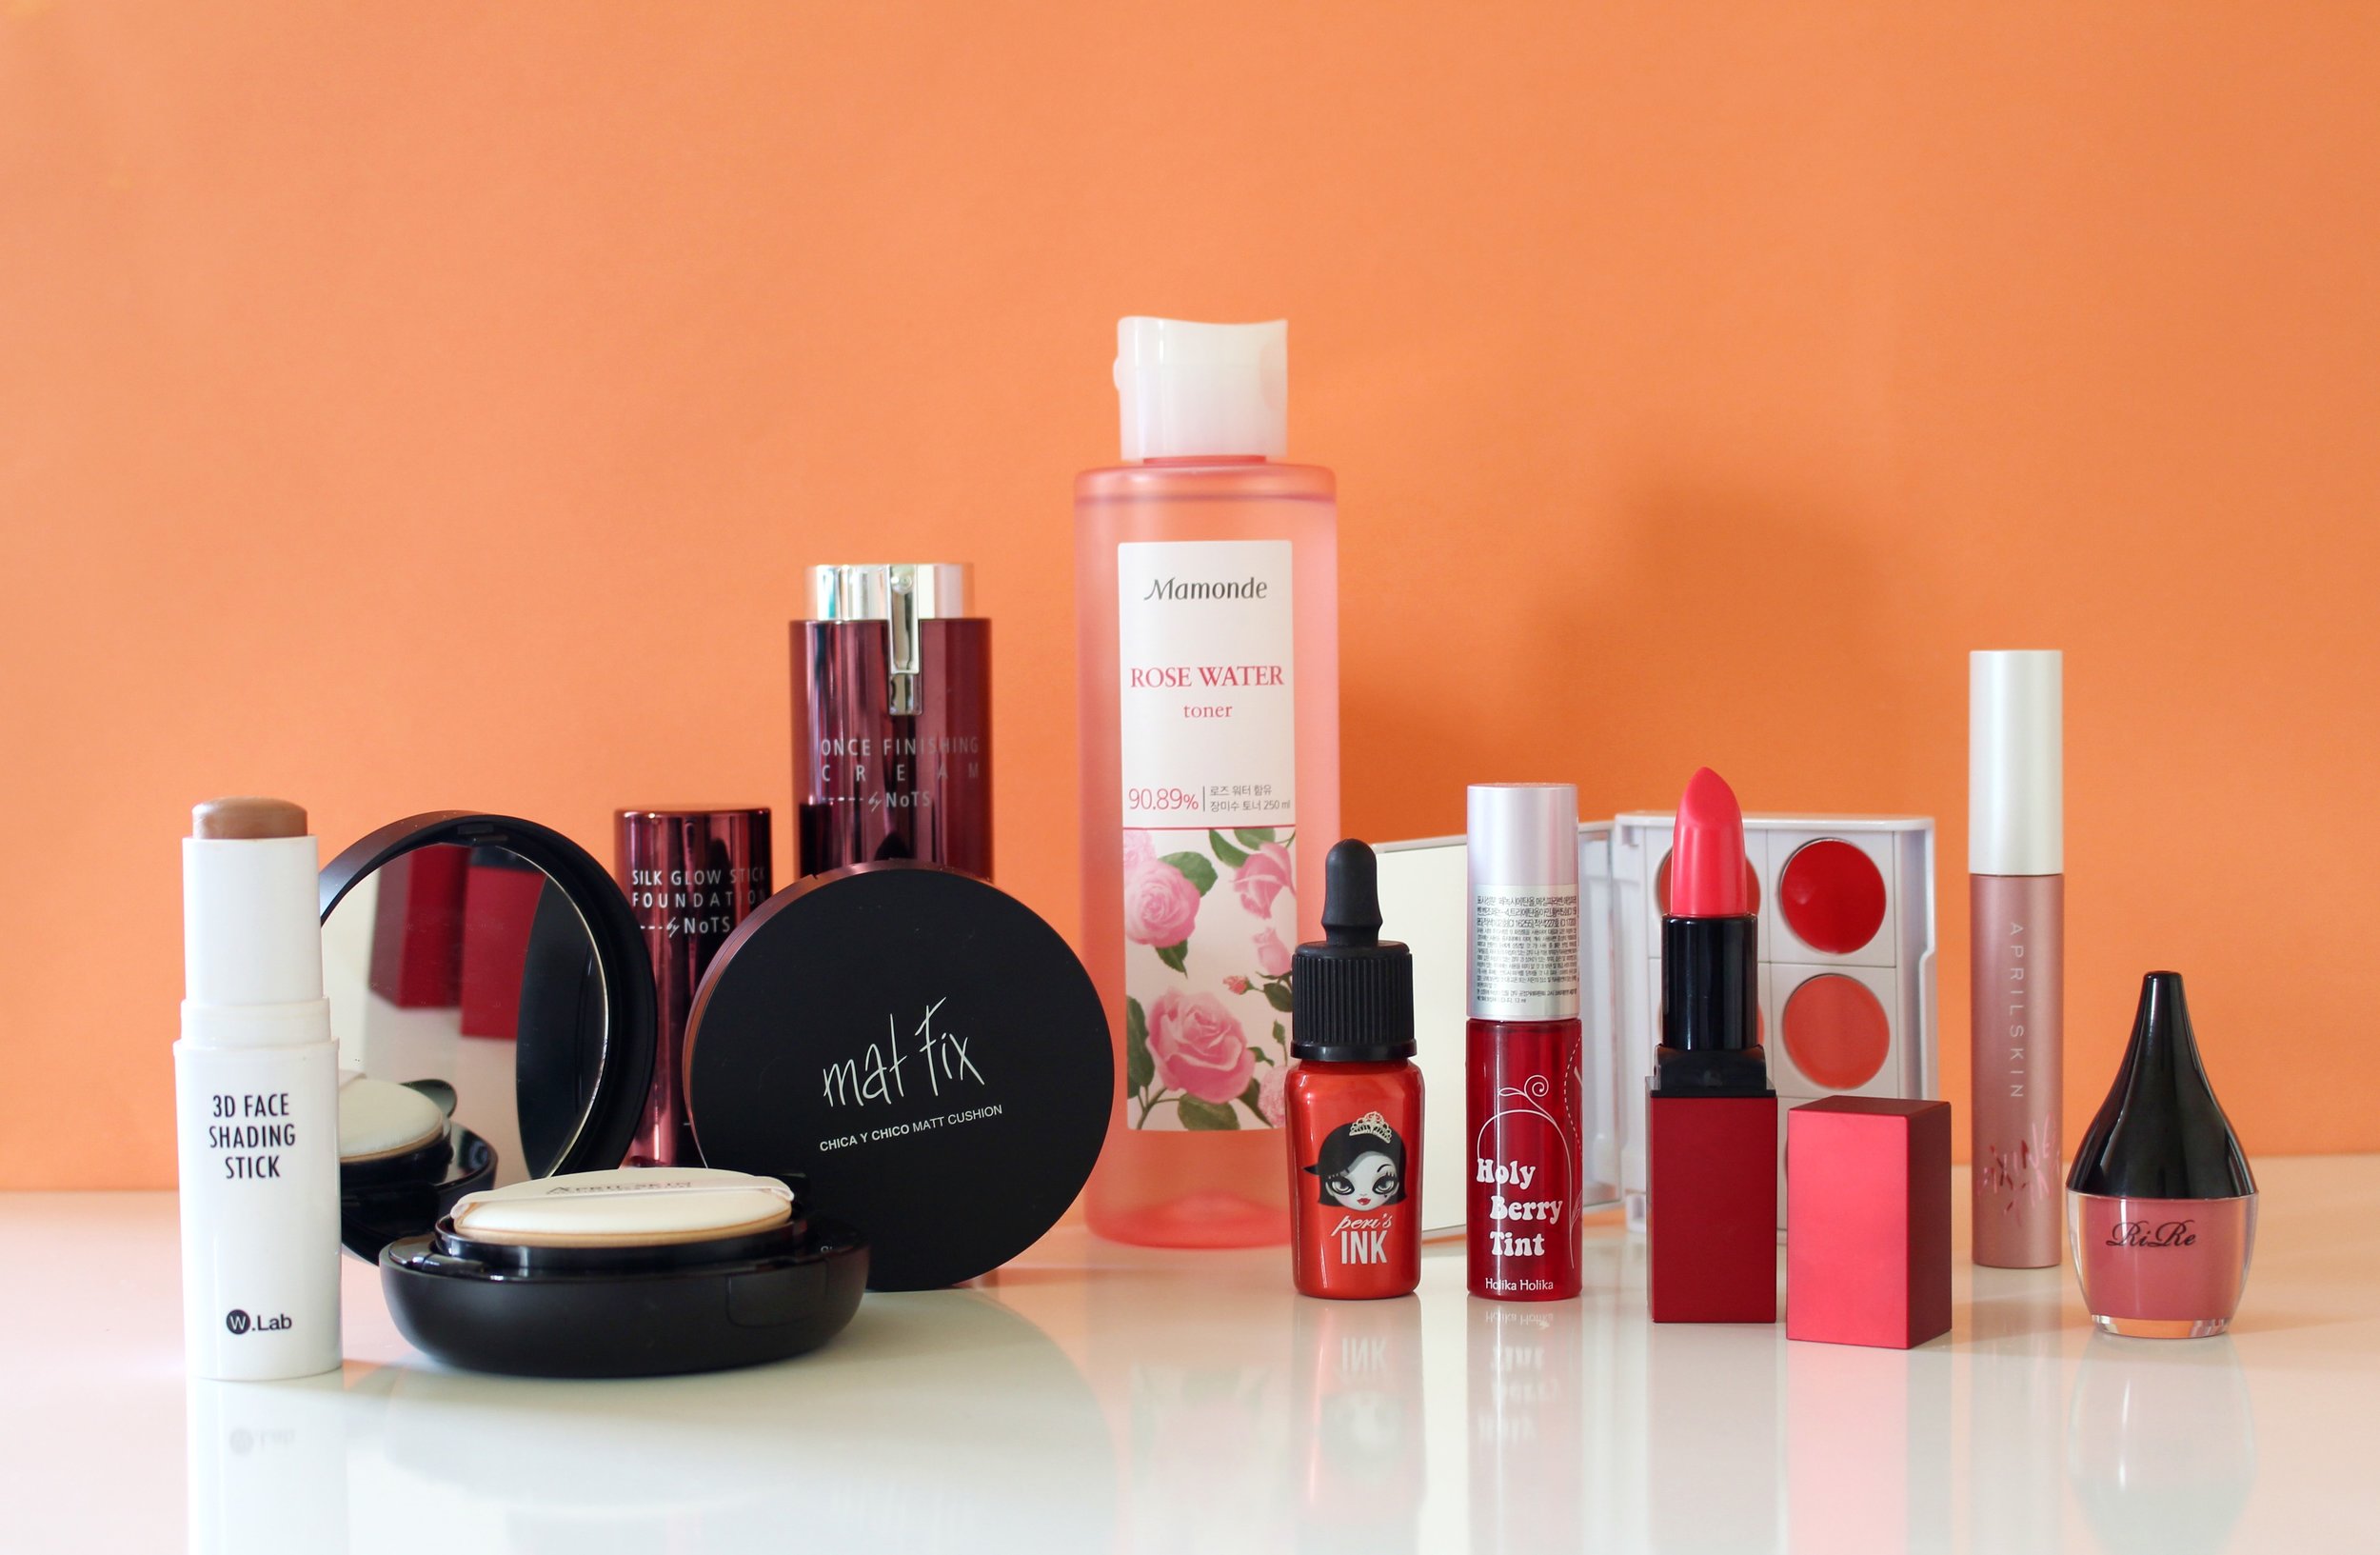 3D FACE
SHADING
STICK
W.Lab
APRILSKIN
SILK GLOW STICK
FOUNDATIO
by NoTS
ONCE FINISHING
CREAM
by NoTS
mat fix
CHICA Y CHICO MATT CUSHION
Mamonde
ROSE WATER
toner
90.89%
로즈 워터 함유
장미수 토너 250 ml
peri's
INK
Holy
Berry
Tint
Holika Holika
APRILSKIN
RiRe